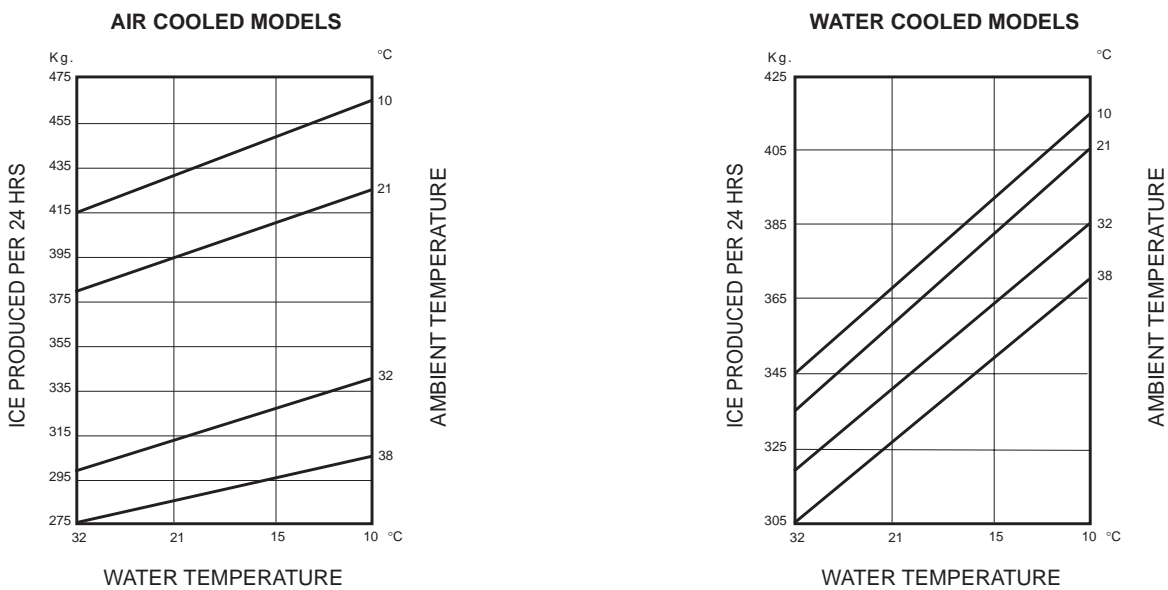 AIR COOLED MODELS
Kg.
°C
475
455
435
415
395
375
355
335
315
295
275
10
21
32
38
32 21 15 10 °C
ICE PRODUCED PER 24 HRS
AMBIENT TEMPERATURE
WATER TEMPERATURE
WATER COOLED MODELS
Kg.
°C
425
405
385
365
345
325
305
10
21
32
38
32 21 15 10 °C
ICE PRODUCED PER 24 HRS
AMBIENT TEMPERATURE
WATER TEMPERATURE